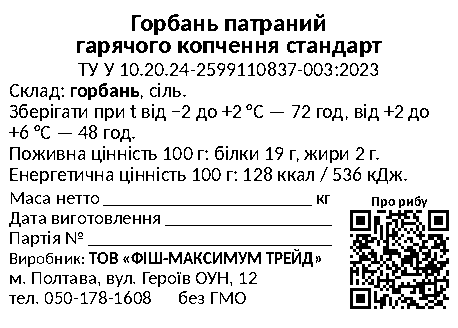 Горбань патраний
гарячого копчення стандарт
ТУ У 10.20.24-2599110837-003:2023
Склад: горбань, сіль.
Зберігати при t від −2 до +2 °С — 72 год, від +2 до
+6 °С — 48 год.
Поживна цінність 100 г: білки 19 г, жири 2 г.
Енергетична цінність 100 г: 128 ккал / 536 кДж.
Маса нетто ______________________ кг
Дата виготовлення __________________
Партія № __________________________
Виробник: ТОВ «ФІШ-МАКСИМУМ ТРЕЙД»
м. Полтава, вул. Героїв ОУН, 12
тел. 050-178-1608 без ГМО
Про рибу